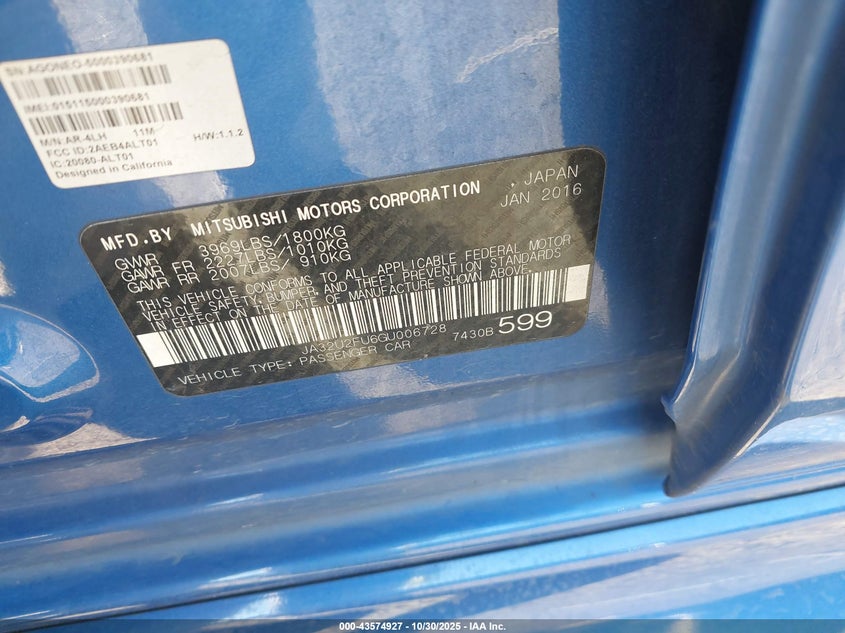 SN:AGONEO-6000390681
IMEI:015115000390681
M/N:AR-4LH 11M H/W:1.1.2
FCC ID:2AEB4ALT01
IC:20080-ALT01
Designed in California
MFD.BY MITSUBISHI MOTORS CORPORATION , JAPAN
JAN 2016
GVWR 3969LBS/1800KG
GAWR FR 2227LBS/1010KG
GAWR RR 2007LBS/ 910KG
THIS VEHICLE CONFORMS TO ALL APPLICABLE FEDERAL MOTOR
VEHICLE SAFETY,BUMPER, AND THEFT PREVENTION STANDARDS
IN EFFECT ON THE DATE OF MANUFACTURE SHOWN ABOVE.
JA32U2FU6GU006728 7430B 599
VEHICLE TYPE: PASSENGER CAR
000-43574927 - 10/30/2025 - IAA Inc.